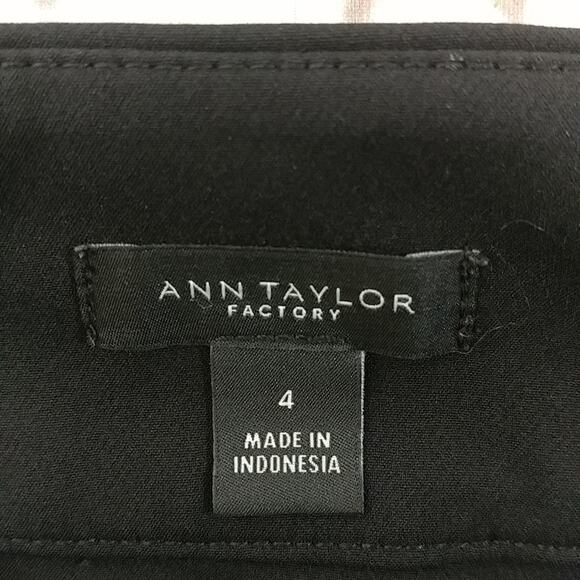 ANN TAYLOR
FACTORY
4
MADE IN
INDONESIA